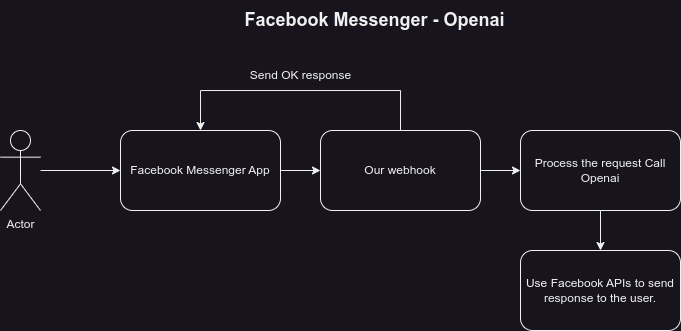 Facebook Messenger - Openai
Send OK response
Facebook Messenger App
Our webhook
Process the request Call
Openai
Actor
Use Facebook APIs to send
response to the user.